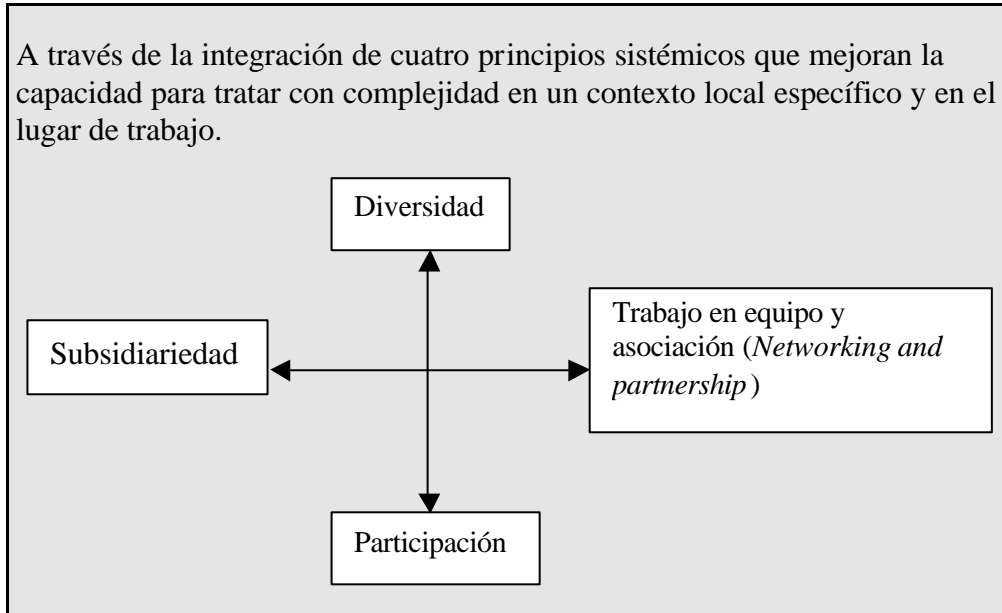 A través de la integración de cuatro principios sistémicos que mejoran la
capacidad para tratar con complejidad en un contexto local específico y en el
lugar de trabajo.
Diversidad
Subsidiariedad
Trabajo en equipo y
asociación (Networking and
partnership)
Participación